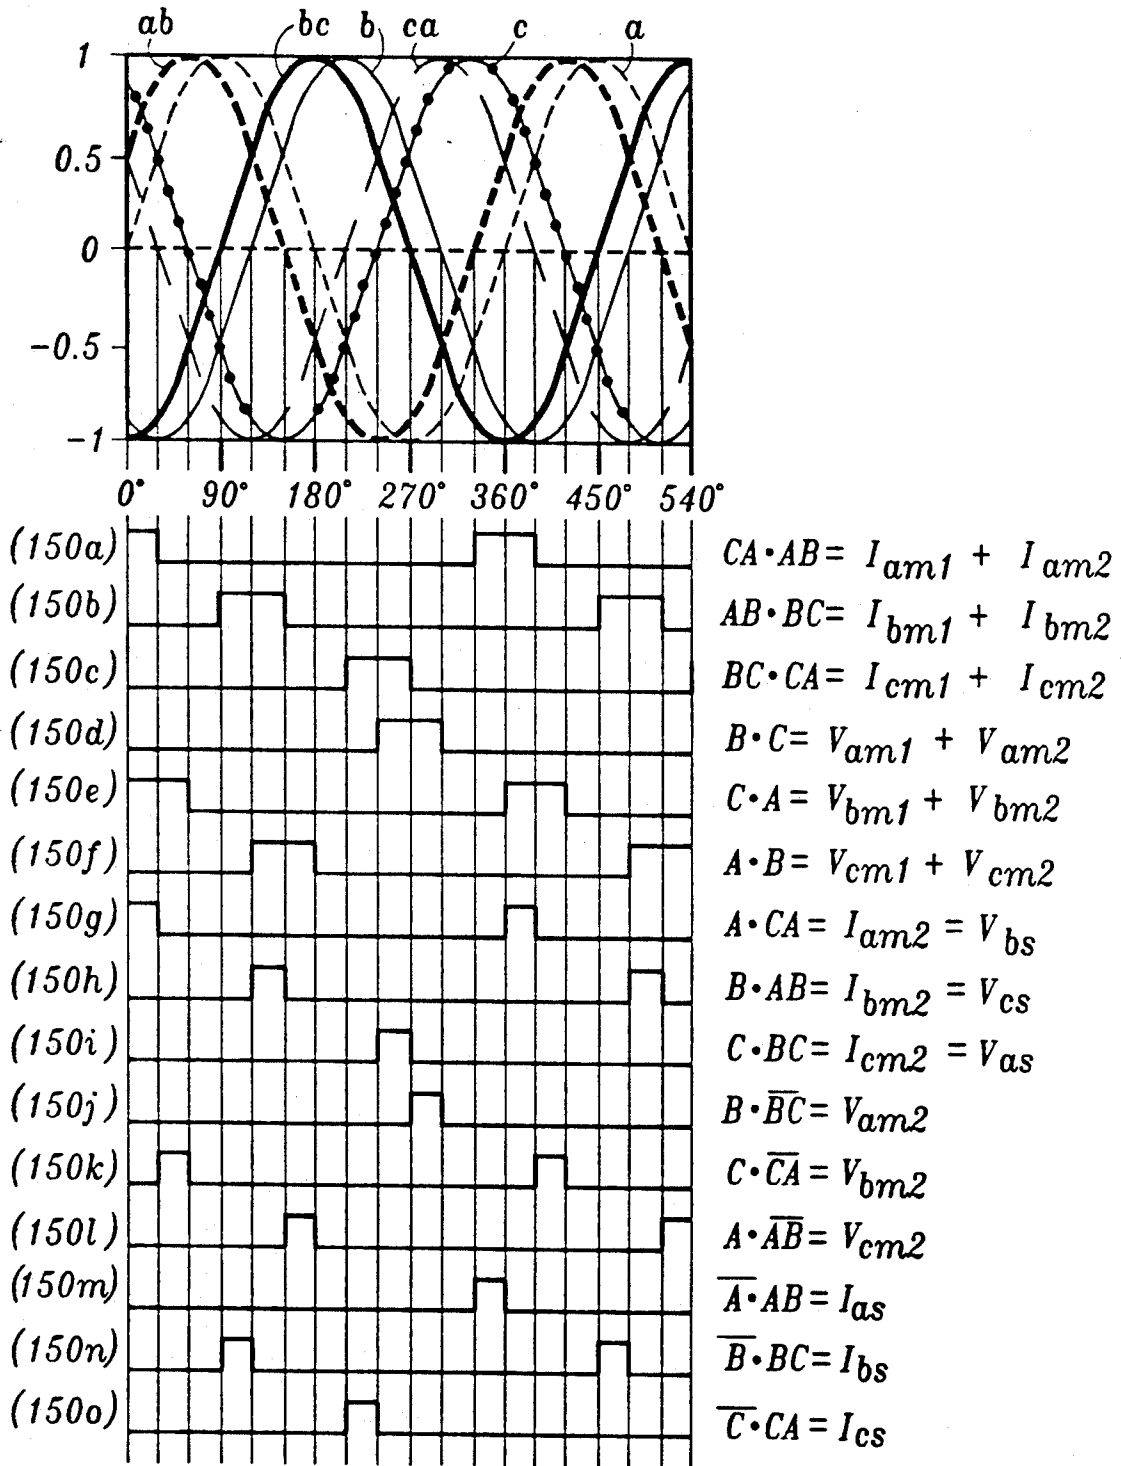 ab bc b ca c a
1
0.5
0
-0.5
-1
0° 90° 180° 270° 360° 450° 540°
(150a) CA•AB= I_am1 + I_am2
(150b) AB•BC= I_bm1 + I_bm2
(150c) BC•CA= I_cm1 + I_cm2
(150d) B•C= V_am1 + V_am2
(150e) C•A= V_bm1 + V_bm2
(150f) A•B= V_cm1 + V_cm2
(150g) A•CA= I_am2 = V_bs
(150h) B•AB= I_bm2 = V_cs
(150i) C•BC= I_cm2 = V_as
(150j) B•B̅C̅= V_am2
(150k) C•C̅A̅= V_bm2
(150l) A•A̅B̅= V_cm2
(150m) A̅•AB= I_as
(150n) B̅•BC= I_bs
(150o) C̅•CA= I_cs